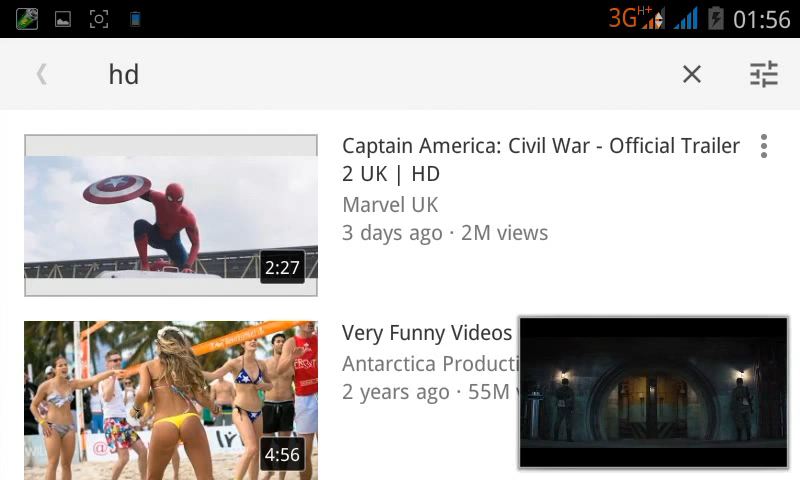 3G H+ 01:56
hd
Captain America: Civil War - Official Trailer
2 UK | HD
Marvel UK
3 days ago · 2M views
2:27
Very Funny Videos
Antarctica Producti
2 years ago · 55M
4:56